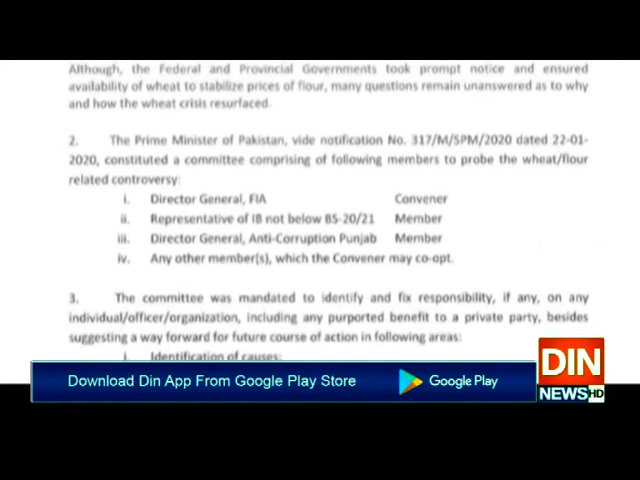 Although, the Federal and Provincial Governments took prompt notice and ensured
availability of wheat to stabilize prices of flour, many questions remain unanswered as to why
and how the wheat crisis resurfaced.
2. The Prime Minister of Pakistan, vide notification No. 317/M/SPM/2020 dated 22-01-
2020, constituted a committee comprising of following members to probe the wheat/flour
related controversy:
i. Director General, FIA Convener
ii. Representative of IB not below BS-20/21 Member
iii. Director General, Anti-Corruption Punjab Member
iv. Any other member(s), which the Convener may co-opt.
3. The committee was mandated to identify and fix responsibility, if any, on any
individual/officer/organization, including any purported benefit to a private party, besides
suggesting a way forward for future course of action in following areas:
i. Identification of causes:
Download Din App From Google Play Store
Google Play
DIN
NEWS HD